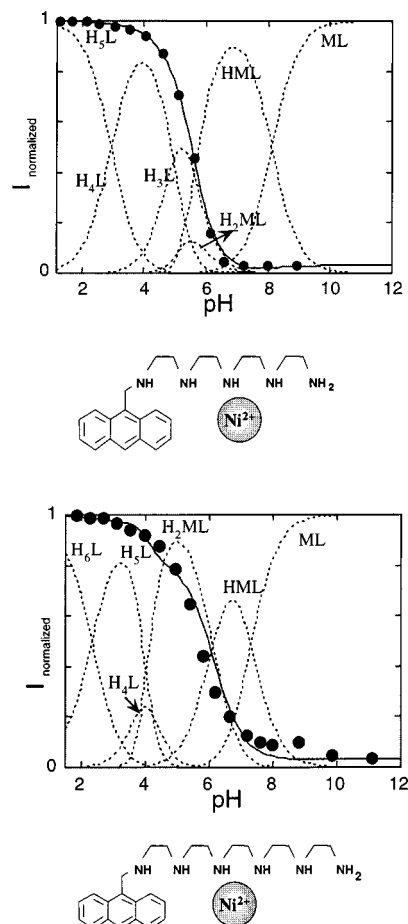 1
H5L
ML
HML
H4L
H3L
H2ML
I normalized
0
2 4 6 8 10 12
pH
NH NH NH NH NH2
Ni2+
1
H6L
H5L
H2ML
ML
HML
H4L
I normalized
0
2 4 6 8 10 12
pH
NH NH NH NH NH NH2
Ni2+